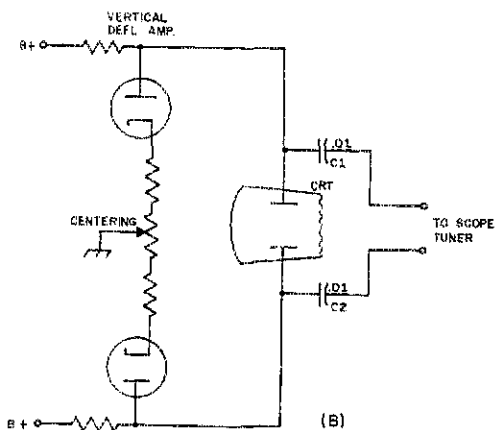 VERTICAL
DEFL AMP.
B+
CRT
.01
C1
CENTERING
TO SCOPE
TUNER
.01
C2
B+
(B)